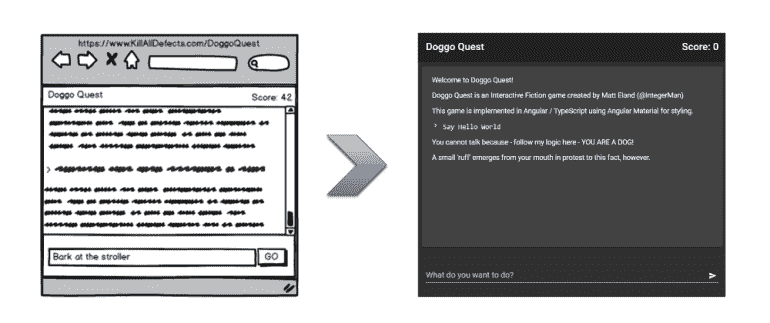 https://www.KillAllDefects.com/DoggoQuest
Doggo Quest
Score: 42
>
Bark at the stroller
GO
Doggo Quest
Score: 0
Welcome to Doggo Quest!
Doggo Quest is an Interactive Fiction game created by Matt Eland (@IntegerMan)
This game is implemented in Angular / TypeScript using Angular Material for styling.
> Say Hello World
You cannot talk because - follow my logic here - YOU ARE A DOG!
A small 'ruff' emerges from your mouth in protest to this fact, however.
What do you want to do?